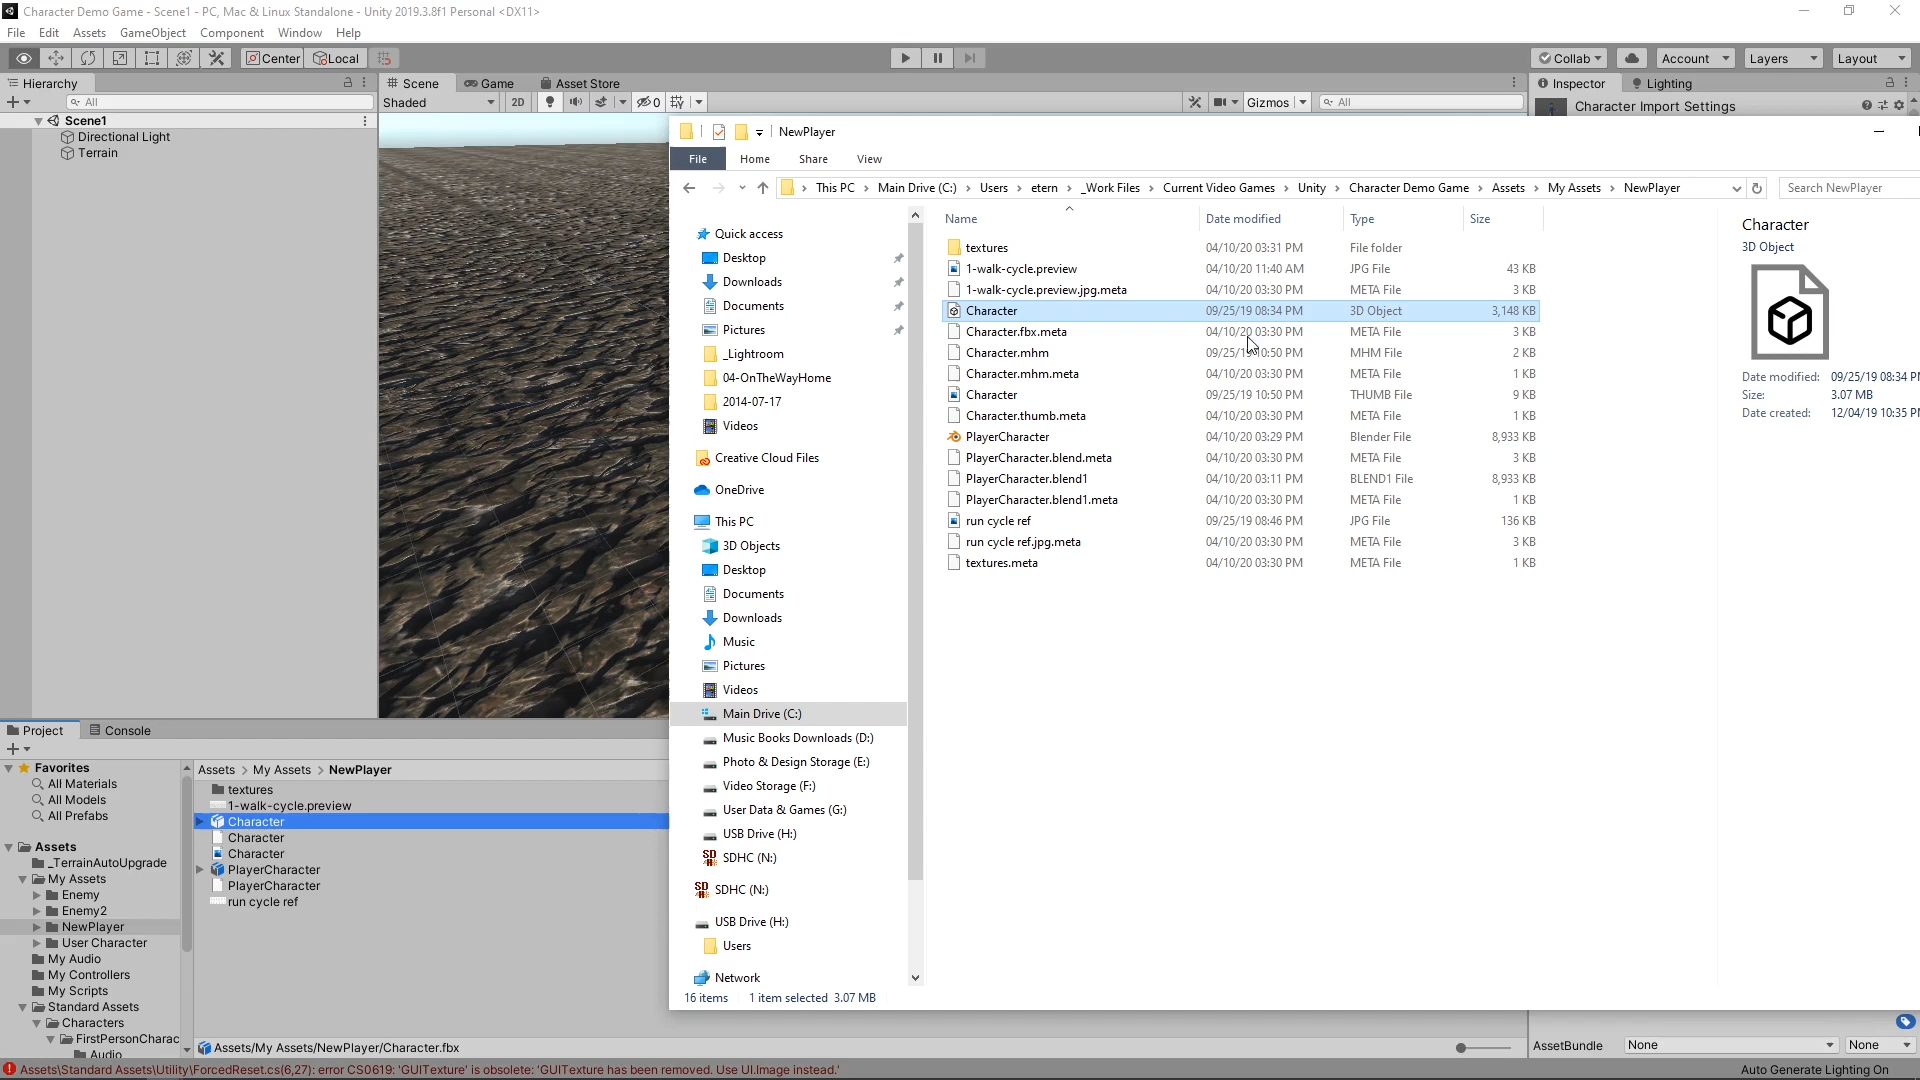 Character Demo Game - Scene1 - PC, Mac & Linux Standalone - Unity 2019.3.8f1 Personal <DX11>
File Edit Assets GameObject Component Window Help
Center Local Collab Account Layers Layout
Hierarchy Scene Game Asset Store Inspector Lighting
All Shaded 2D 0 Gizmos All Character Import Settings
Scene1
Directional Light
Terrain
NewPlayer
File Home Share View
This PC > Main Drive (C:) > Users > etern > _Work Files > Current Video Games > Unity > Character Demo Game > Assets > My Assets > NewPlayer Search NewPlayer
Name Date modified Type Size
textures 04/10/20 03:31 PM File folder
1-walk-cycle.preview 04/10/20 11:40 AM JPG File 43 KB
1-walk-cycle.preview.jpg.meta 04/10/20 03:30 PM META File 3 KB
Character 09/25/19 08:34 PM 3D Object 3,148 KB
Character.fbx.meta 04/10/20 03:30 PM META File 3 KB
Character.mhm 09/25/19 10:50 PM MHM File 2 KB
Character.mhm.meta 04/10/20 03:30 PM META File 1 KB
Character 09/25/19 10:50 PM THUMB File 9 KB
Character.thumb.meta 04/10/20 03:30 PM META File 1 KB
PlayerCharacter 04/10/20 03:29 PM Blender File 8,933 KB
PlayerCharacter.blend.meta 04/10/20 03:30 PM META File 3 KB
PlayerCharacter.blend1 04/10/20 03:11 PM BLEND1 File 8,933 KB
PlayerCharacter.blend1.meta 04/10/20 03:30 PM META File 1 KB
run cycle ref 09/25/19 08:46 PM JPG File 136 KB
run cycle ref.jpg.meta 04/10/20 03:30 PM META File 3 KB
textures.meta 04/10/20 03:30 PM META File 1 KB
Character
3D Object
Date modified: 09/25/19 08:34 P
Size: 3.07 MB
Date created: 12/04/19 10:35 P
Quick access
Desktop
Downloads
Documents
Pictures
_Lightroom
04-OnTheWayHome
2014-07-17
Videos
Creative Cloud Files
OneDrive
This PC
3D Objects
Desktop
Documents
Downloads
Music
Pictures
Videos
Main Drive (C:)
Music Books Downloads (D:)
Photo & Design Storage (E:)
Video Storage (F:)
User Data & Games (G:)
USB Drive (H:)
SDHC (N:)
SDHC (N:)
USB Drive (H:)
Users
Network
16 items 1 item selected 3.07 MB
Project Console
Favorites
All Materials
All Models
All Prefabs
Assets
_TerrainAutoUpgrade
My Assets
Enemy
Enemy2
NewPlayer
User Character
My Audio
My Controllers
My Scripts
Standard Assets
Characters
FirstPersonCharac
Audio
Assets > My Assets > NewPlayer
textures
1-walk-cycle.preview
Character
Character
Character
PlayerCharacter
PlayerCharacter
run cycle ref
Assets/My Assets/NewPlayer/Character.fbx
AssetBundle None None
Assets\Standard Assets\Utility\ForcedReset.cs(6,27): error CS0619: 'GUITexture' is obsolete: 'GUITexture has been removed. Use UI.Image instead.'
Auto Generate Lighting On